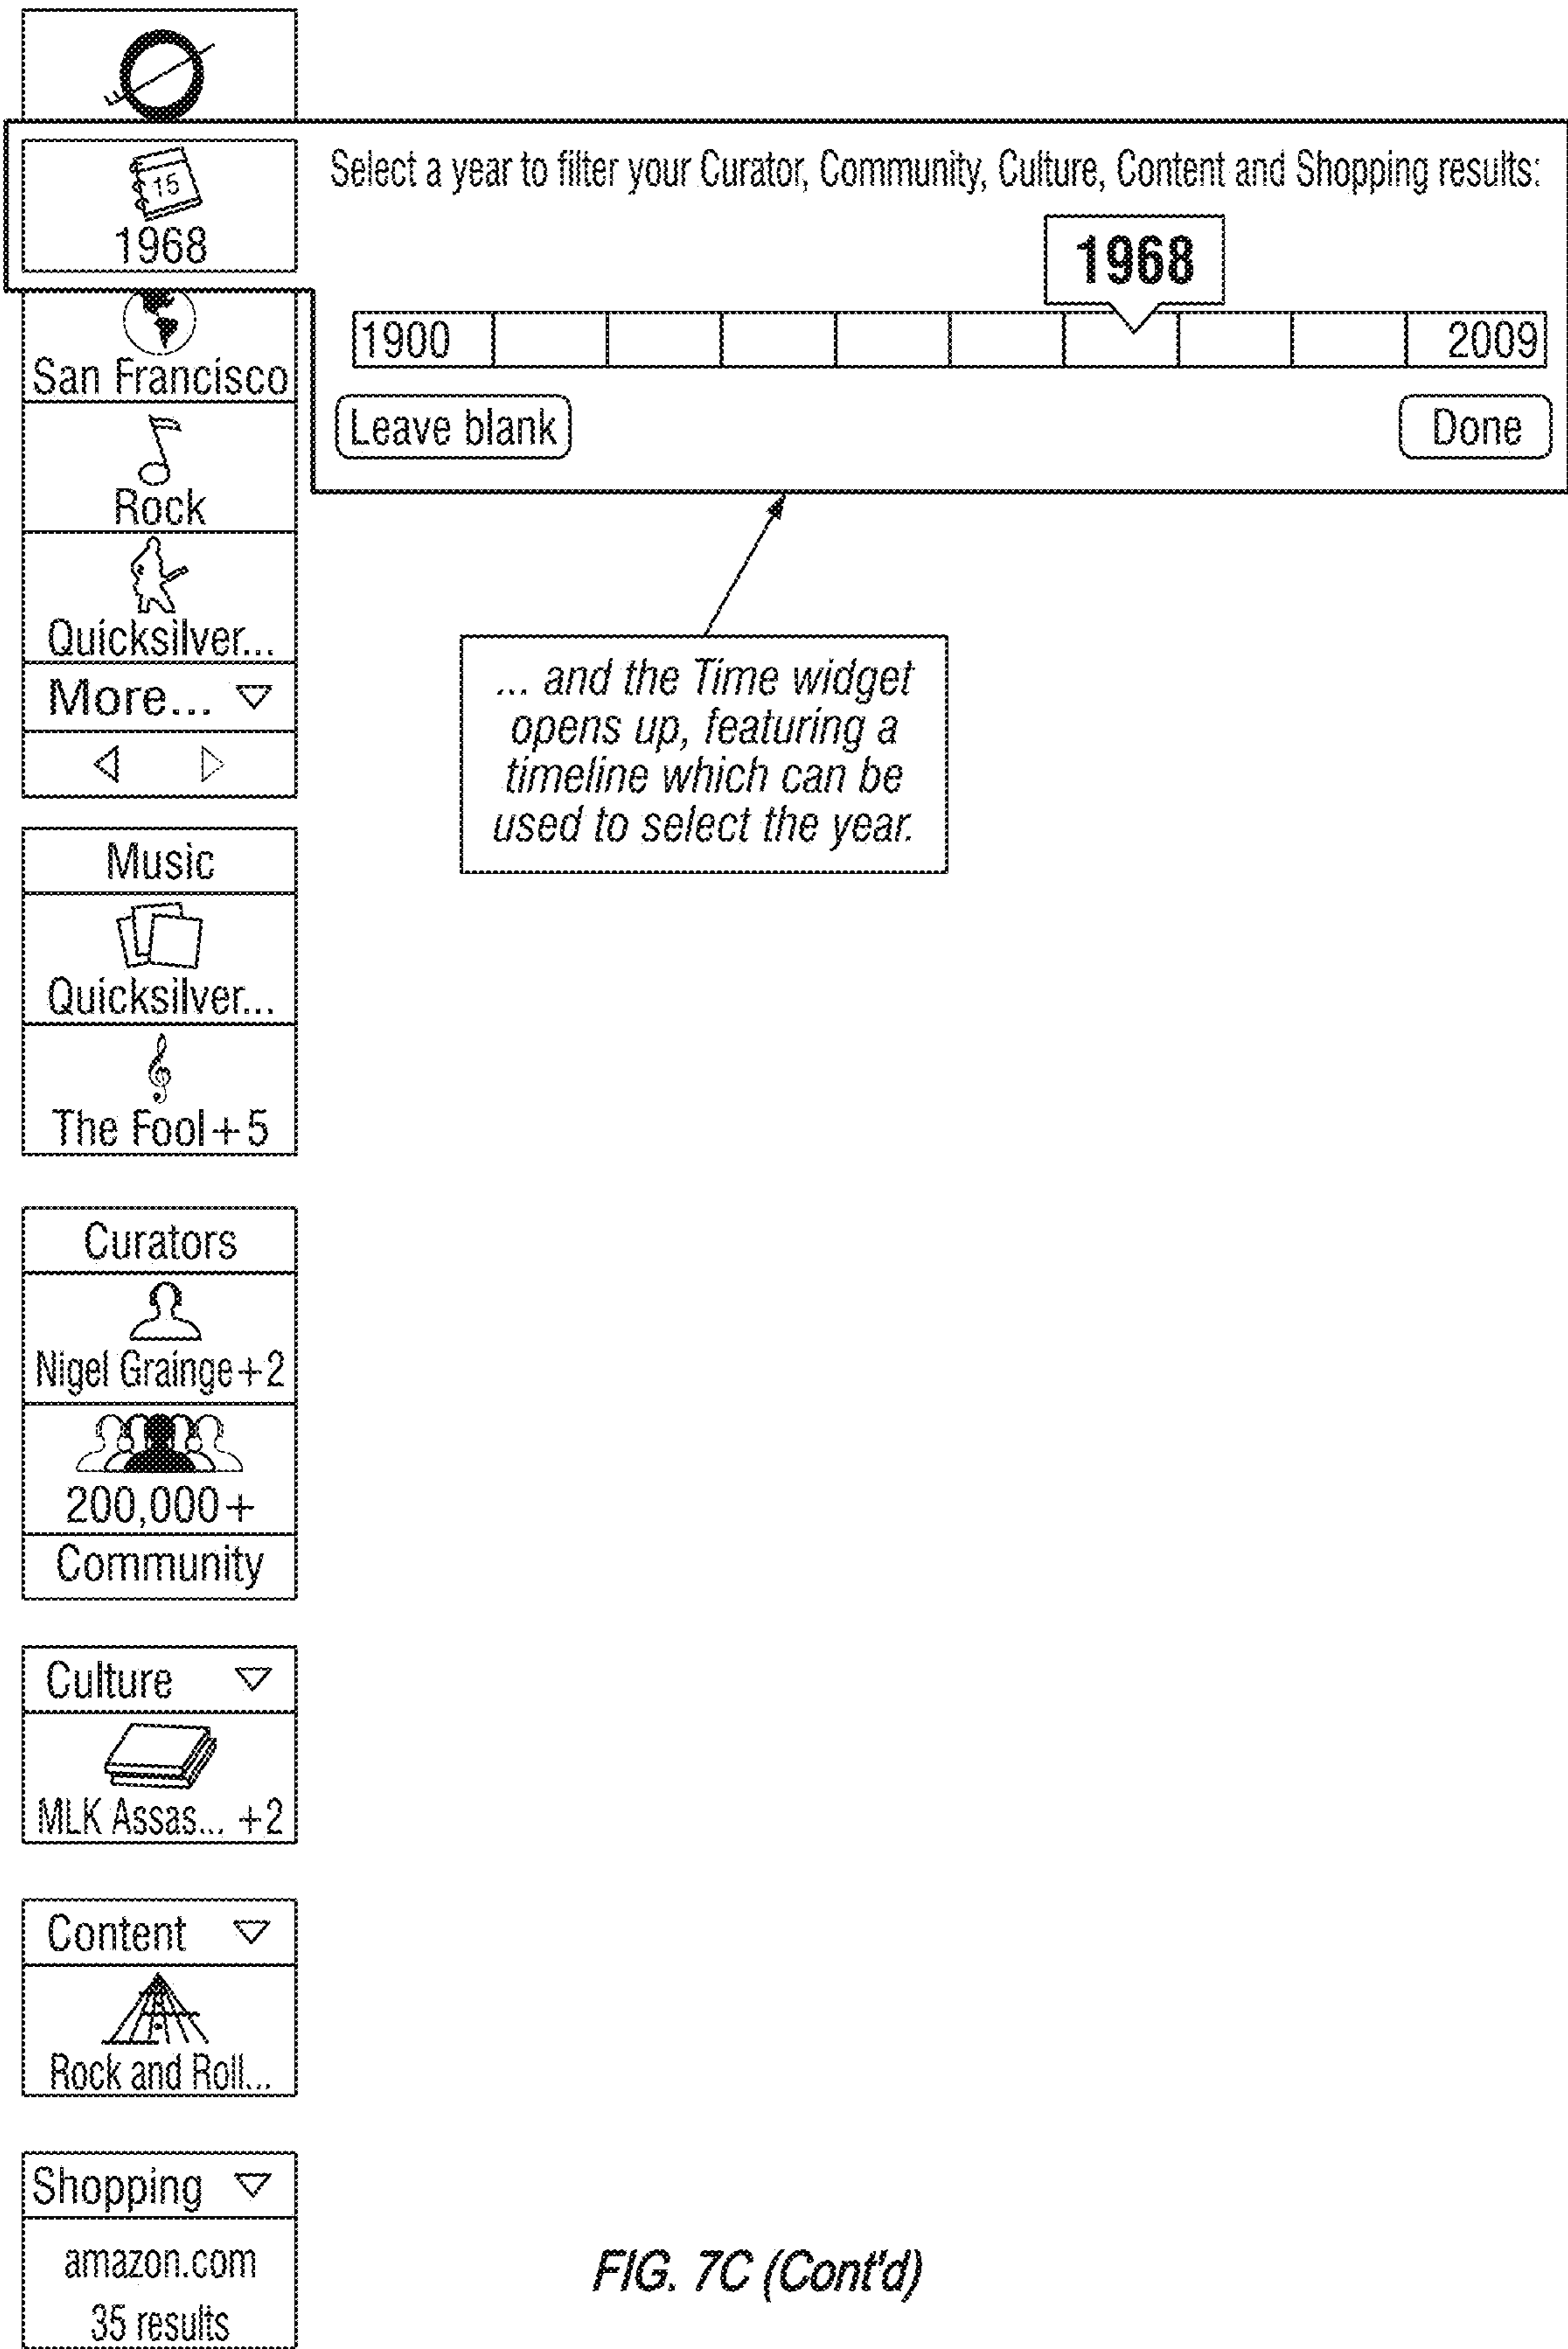 15
1968
Select a year to filter your Curator, Community, Culture, Content and Shopping results:
1968
1900
2009
Leave blank
Done
San Francisco
Rock
Quicksilver...
More...
... and the Time widget
opens up, featuring a
timeline which can be
used to select the year.
Music
Quicksilver...
The Fool+5
Curators
Nigel Grainge+2
200,000+
Community
Culture
MLK Assas... +2
Content
Rock and Roll...
Shopping
amazon.com
35 results
FIG. 7C (Cont'd)